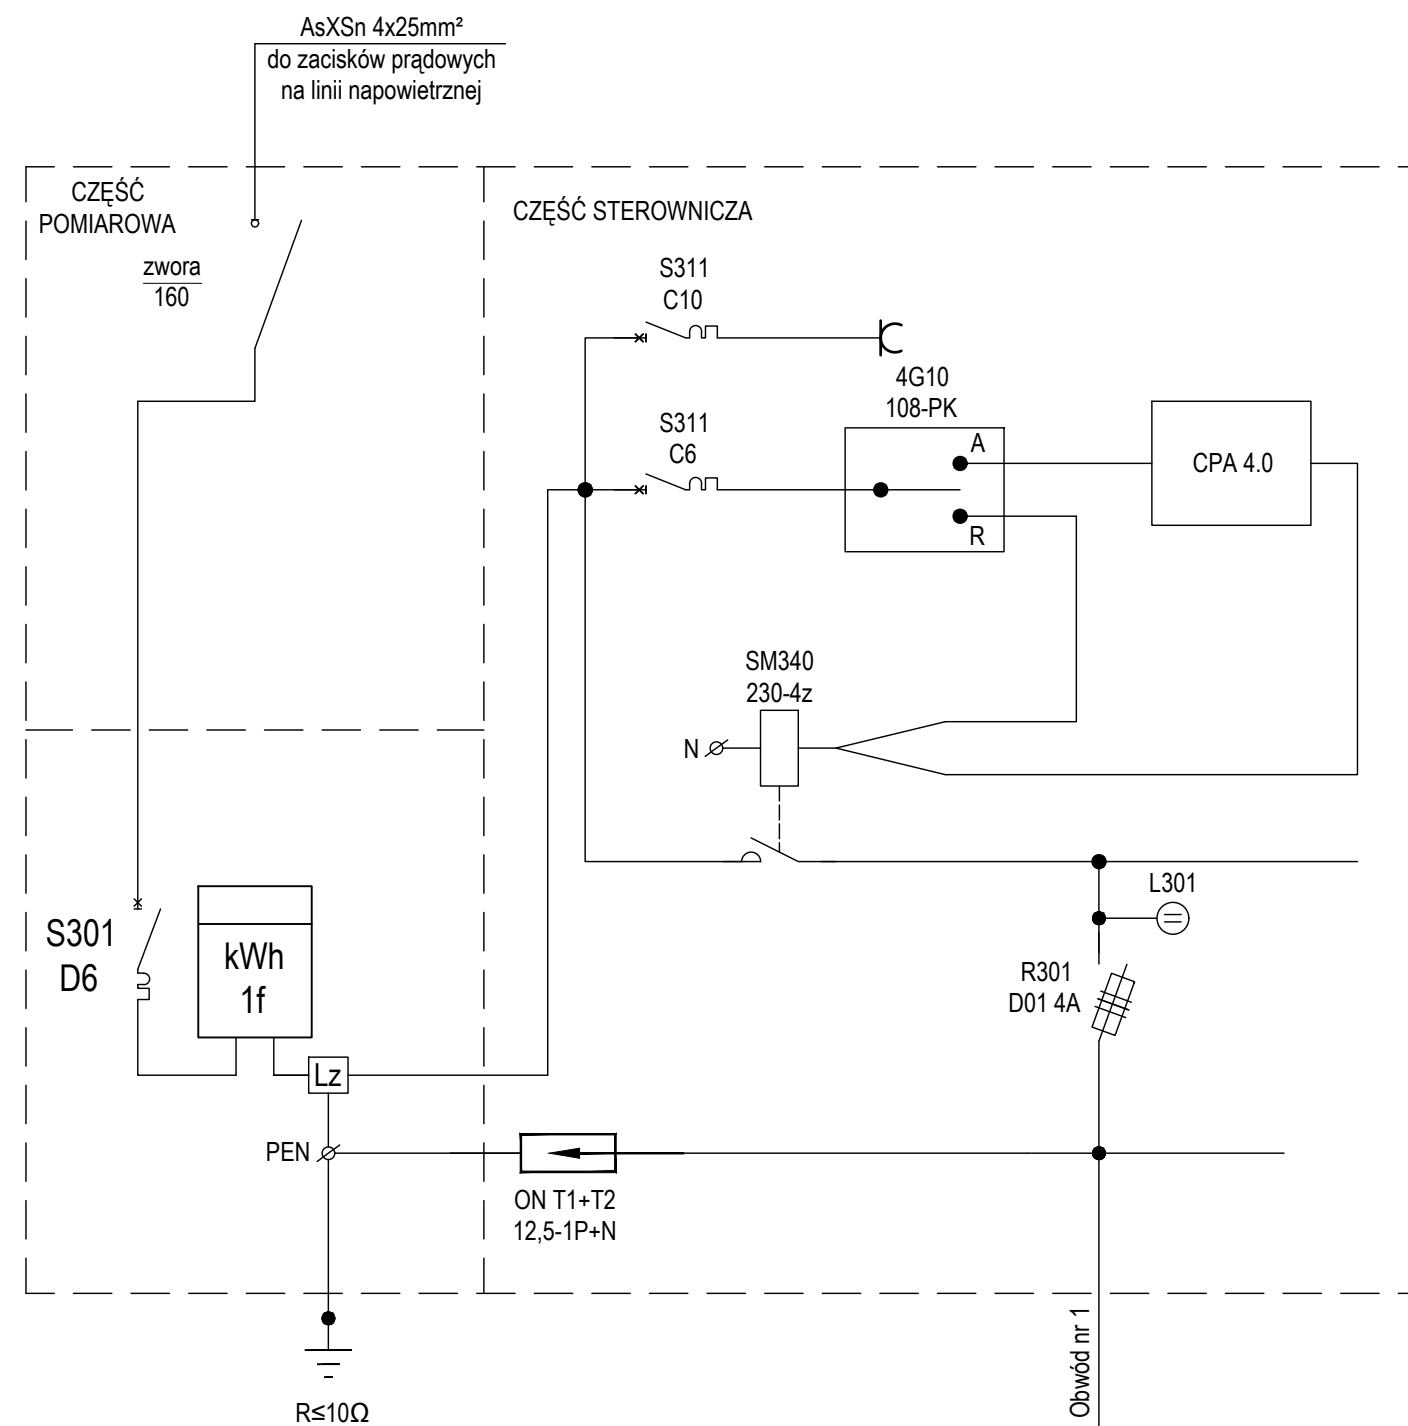 AsXSn 4x25mm²
do zacisków prądowych
na linii napowietrznej
CZĘŚĆ
POMIAROWA
zwora
160
CZĘŚĆ STEROWNICZA
S311
C10
4G10
108-PK
S311
C6
A
R
CPA 4.0
SM340
230-4z
N
L301
S301
D6
kWh
1f
R301
D01 4A
Lz
PEN
ON T1+T2
12,5-1P+N
Obwód nr 1
R≤10Ω